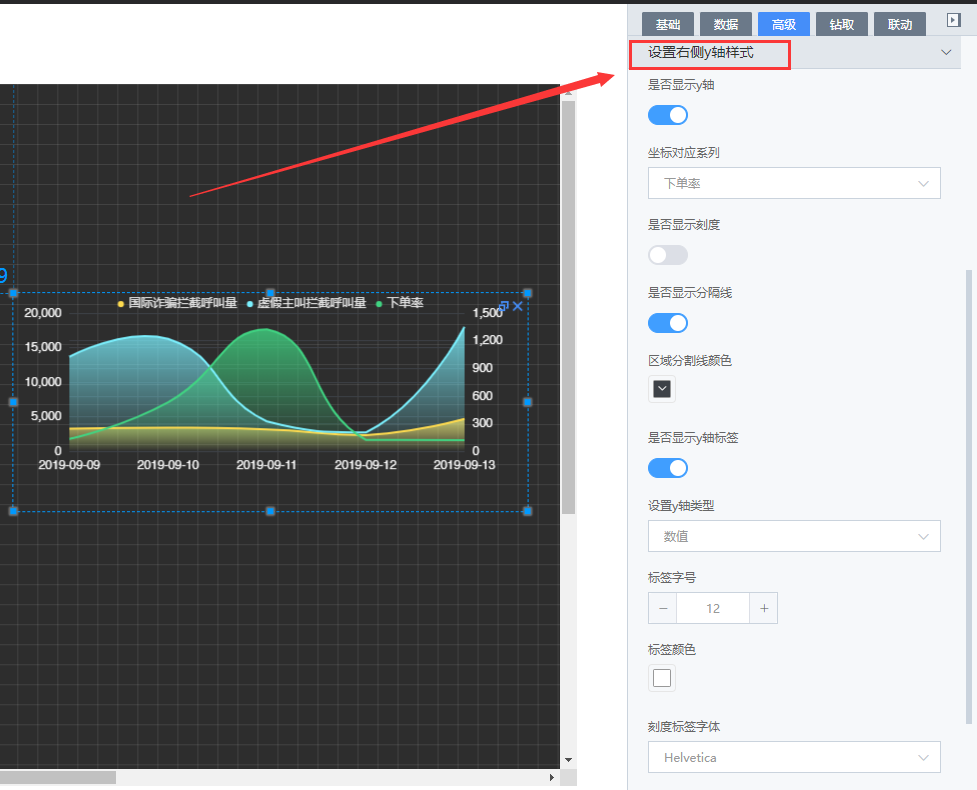 基础 数据 高级 钻取 联动
设置右侧y轴样式
是否显示y轴
坐标对应系列
下单率
是否显示刻度
是否显示分隔线
区域分割线颜色
是否显示y轴标签
设置y轴类型
数值
标签字号
− 12 +
标签颜色
刻度标签字体
Helvetica
9
国际诈骗拦截呼叫量 虚假主叫拦截呼叫量 下单率
20,000 1,500
15,000 1,200
10,000 900
5,000 600
0 300
0
2019-09-09 2019-09-10 2019-09-11 2019-09-12 2019-09-13